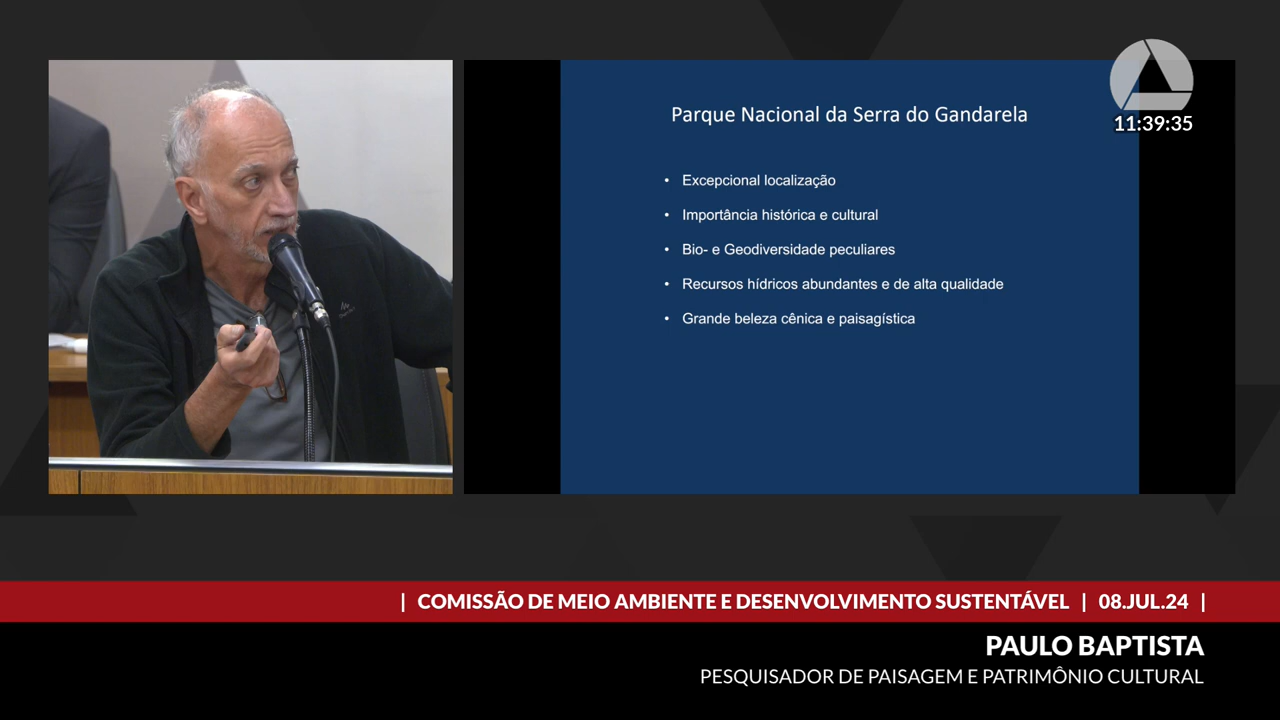 Parque Nacional da Serra do Gandarela
11:39:35
• Excepcional localização
• Importância histórica e cultural
• Bio- e Geodiversidade peculiares
• Recursos hídricos abundantes e de alta qualidade
• Grande beleza cênica e paisagística
| COMISSÃO DE MEIO AMBIENTE E DESENVOLVIMENTO SUSTENTÁVEL | 08.JUL.24 |
PAULO BAPTISTA
PESQUISADOR DE PAISAGEM E PATRIMÔNIO CULTURAL